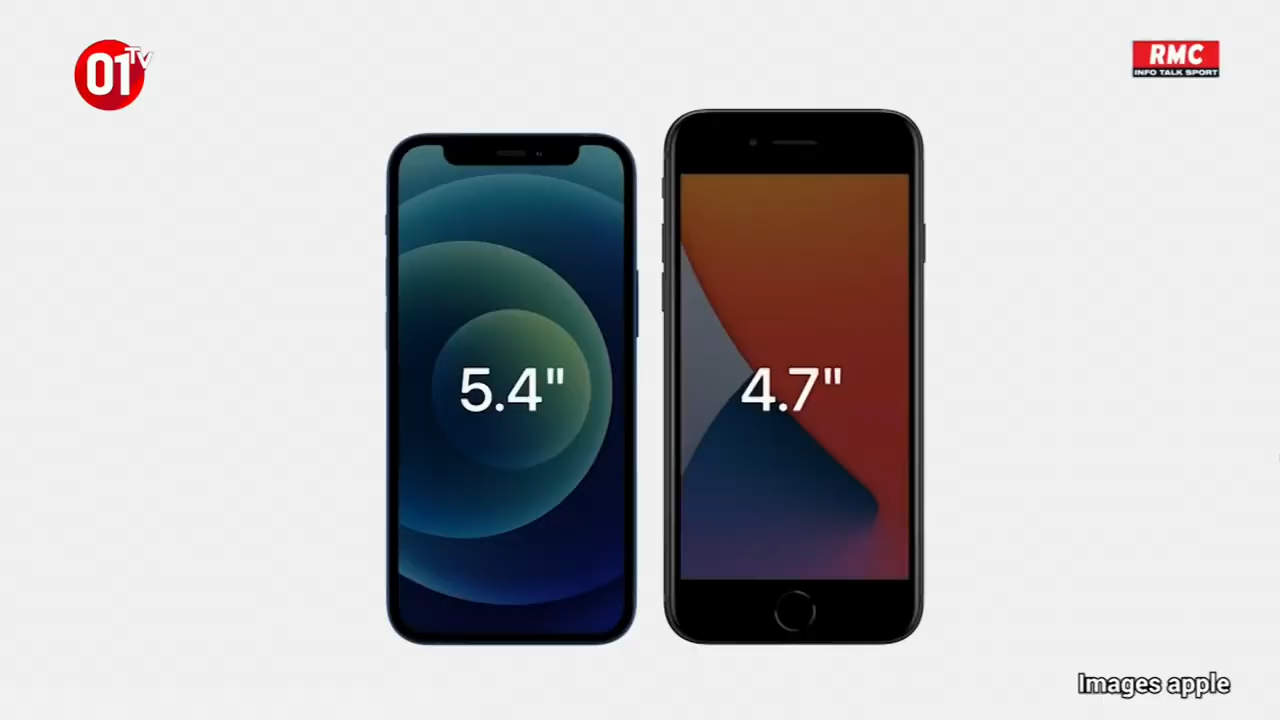 01TV
RMC
INFO TALK SPORT
5.4"
4.7"
Images apple